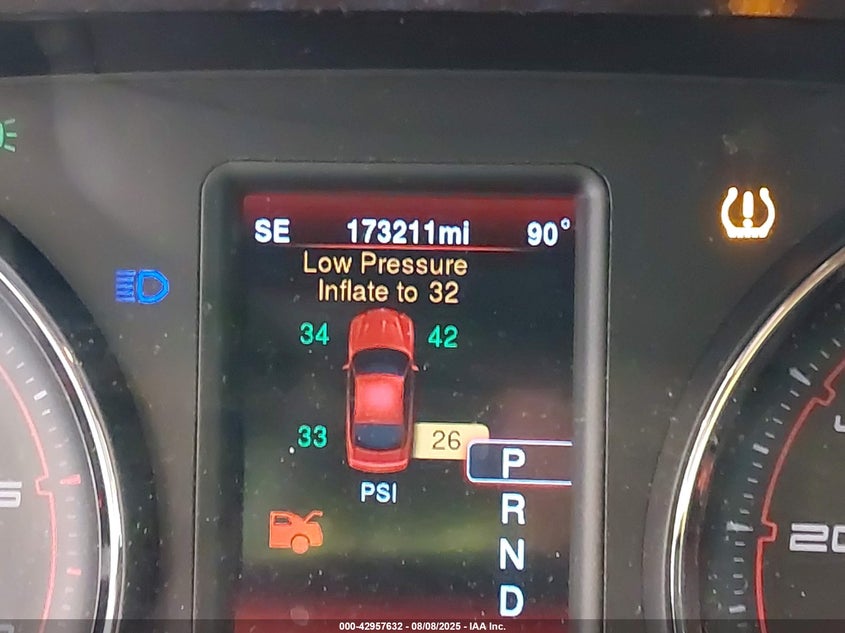 SE 173211mi 90°
Low Pressure
Inflate to 32
34 42
33 26
PSI
P
R
N
D
20
000-42957632 - 08/08/2025 - IAA Inc.